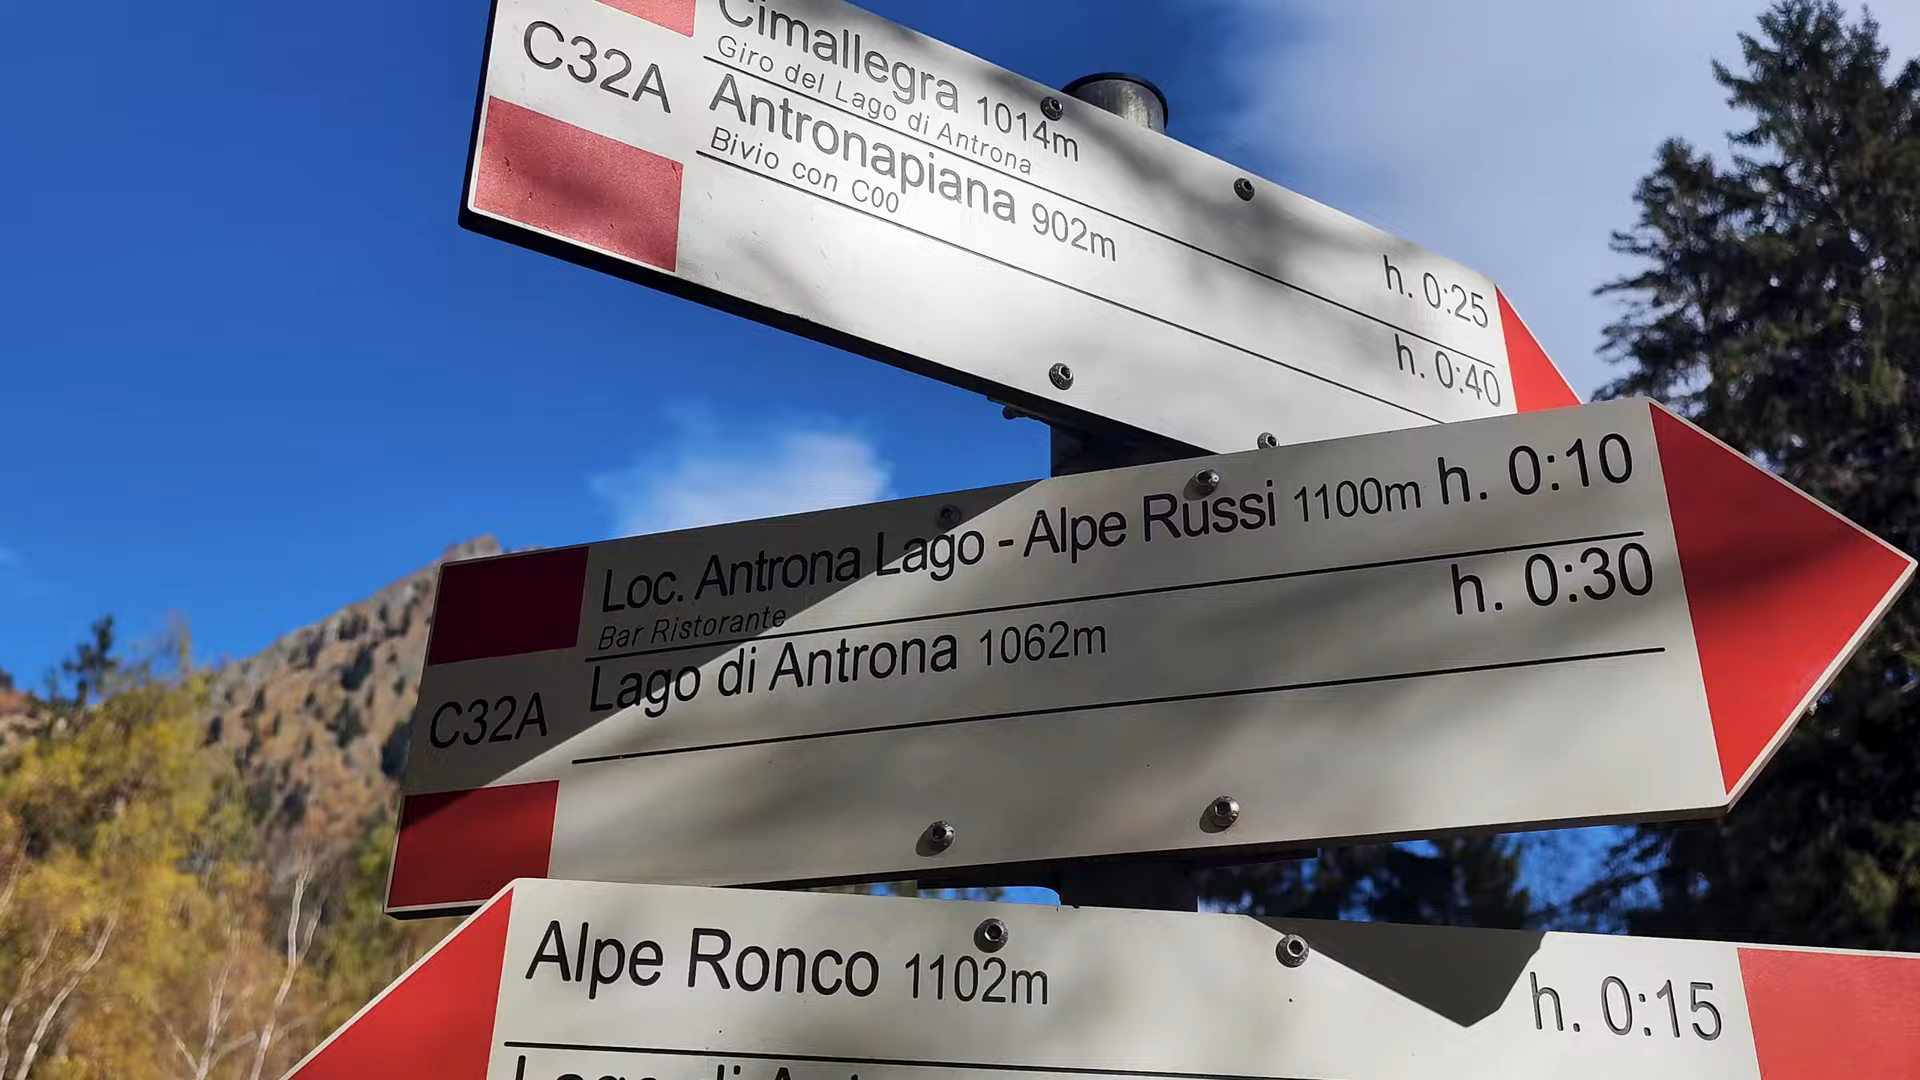 Cimallegra 1014m h. 0:25
Giro del Lago di Antrona
C32A
Antronapiana 902m h. 0:40
Bivio con C00
Loc. Antrona Lago - Alpe Russi 1100m h. 0:10
Bar Ristorante
Lago di Antrona 1062m h. 0:30
C32A
Alpe Ronco 1102m h. 0:15
Lago di